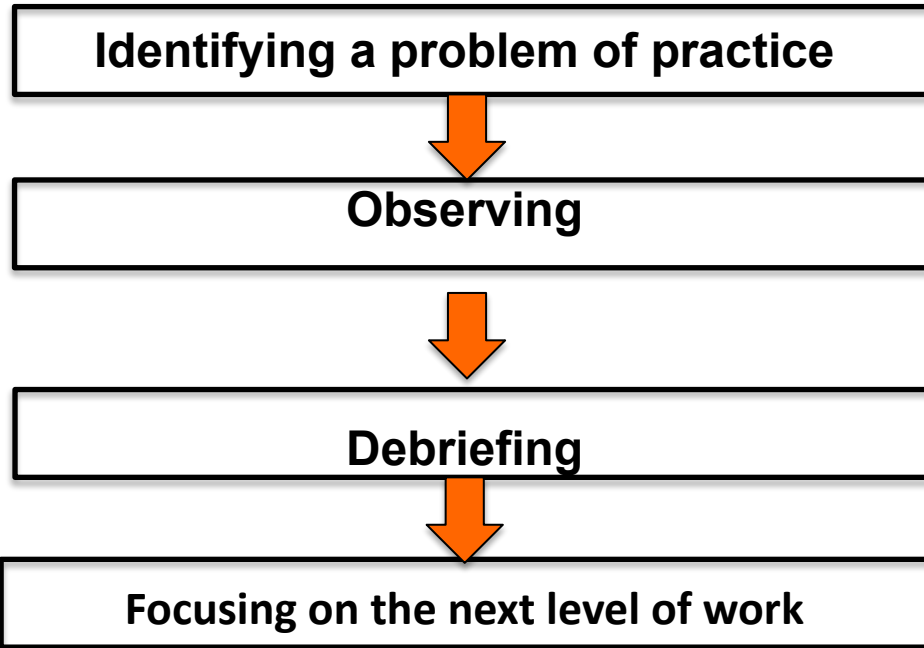 Identifying a problem of practice
Observing
Debriefing
Focusing on the next level of work